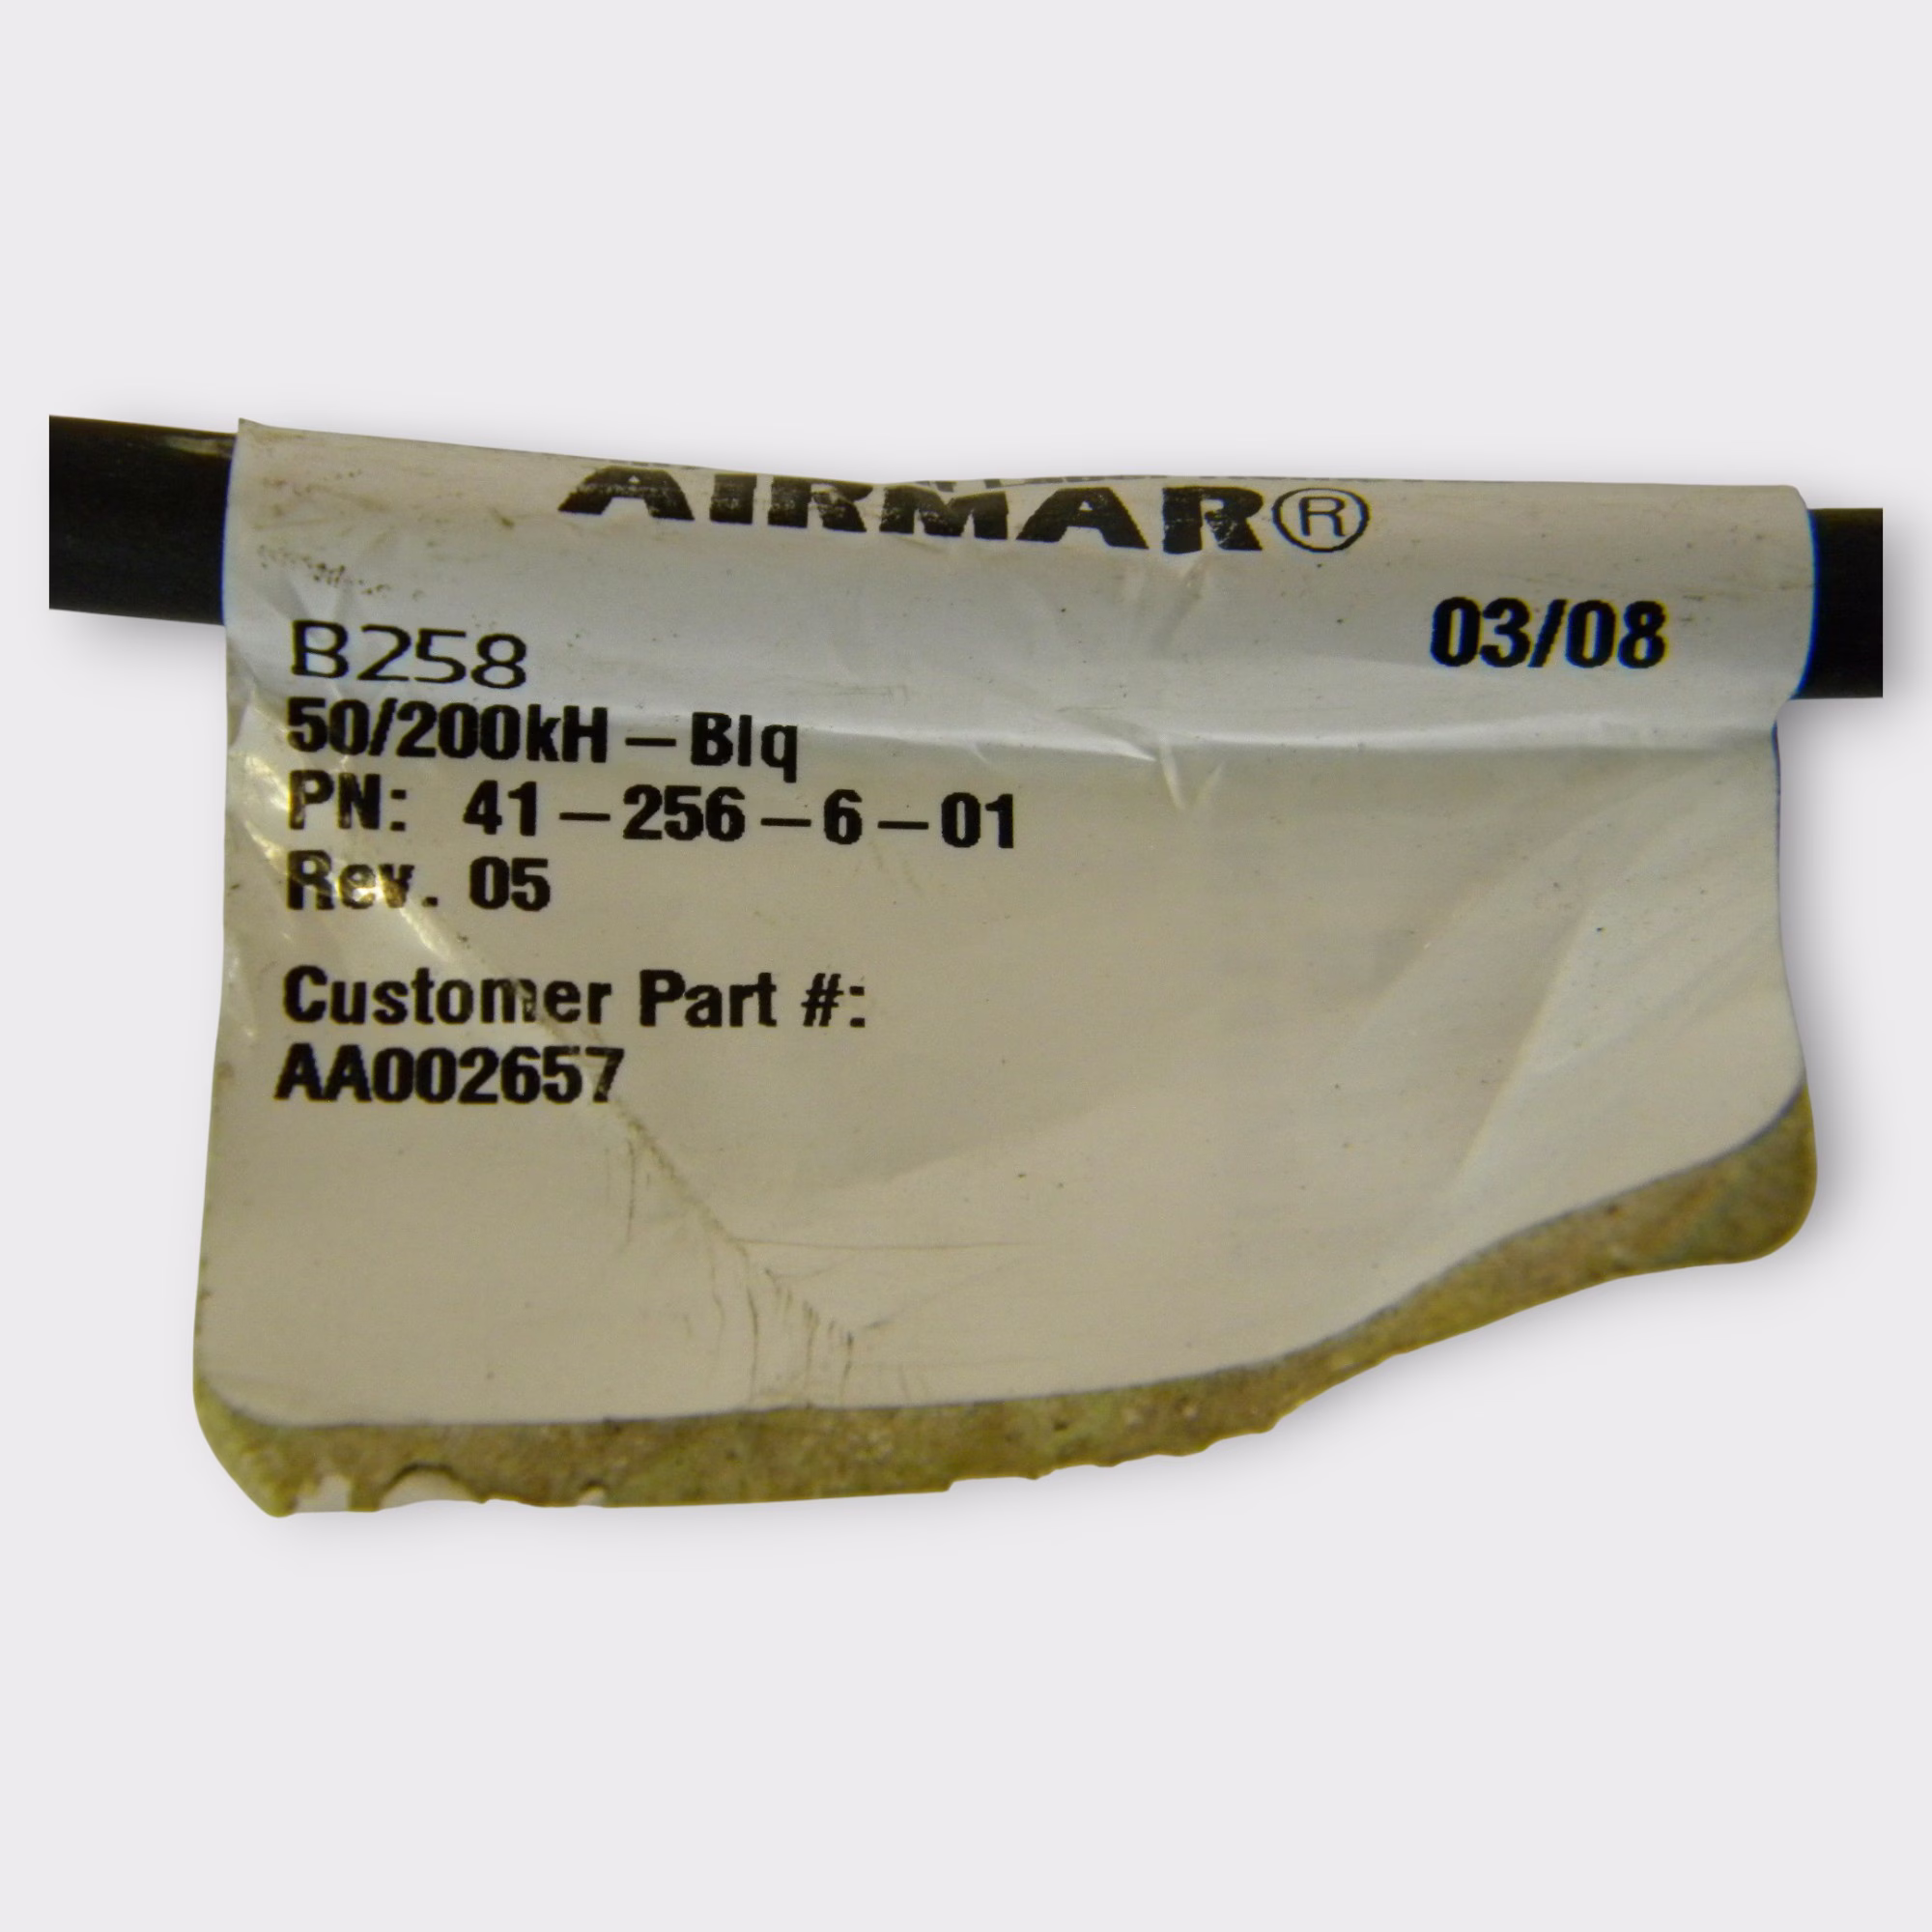 AIRMAR®
03/08
B258
50/200kH-Blq
PN: 41-256-6-01
Rev. 05
Customer Part #:
AA002657